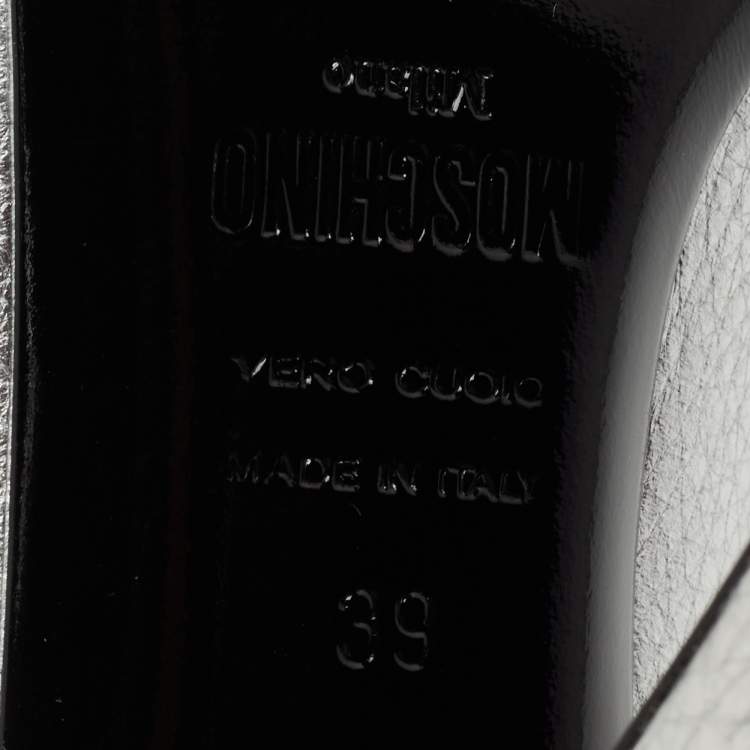 Milano
MOSCHINO
VERO CUOIO
MADE IN ITALY
39